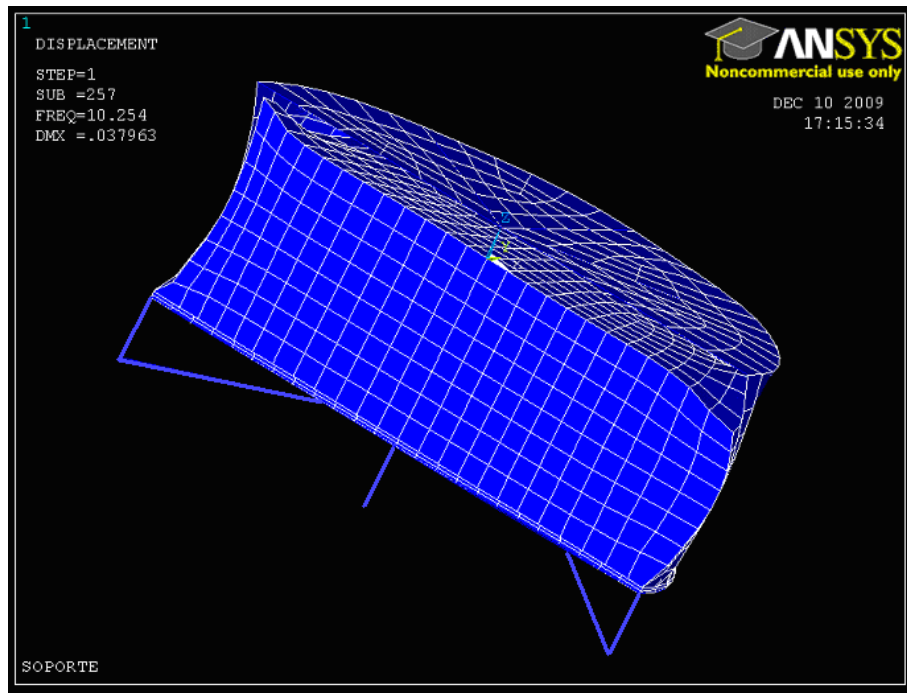 1
DISPLACEMENT
STEP=1
SUB =257
FREQ=10.254
DMX =.037963
ANSYS
Noncommercial use only
DEC 10 2009
17:15:34
Z
Y
SOPORTE